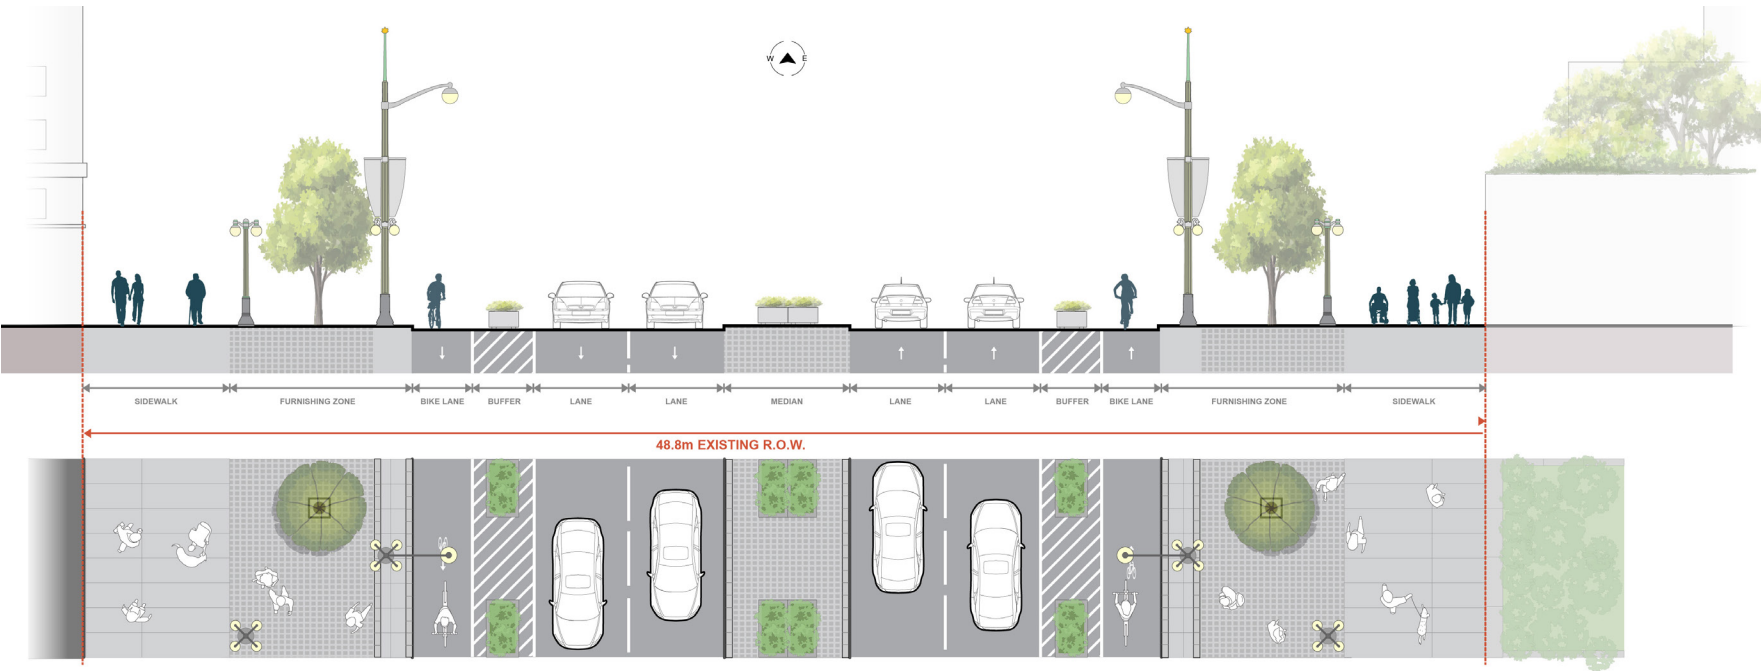 W E
SIDEWALK FURNISHING ZONE BIKE LANE BUFFER LANE LANE MEDIAN LANE LANE BUFFER BIKE LANE FURNISHING ZONE SIDEWALK
48.8m EXISTING R.O.W.